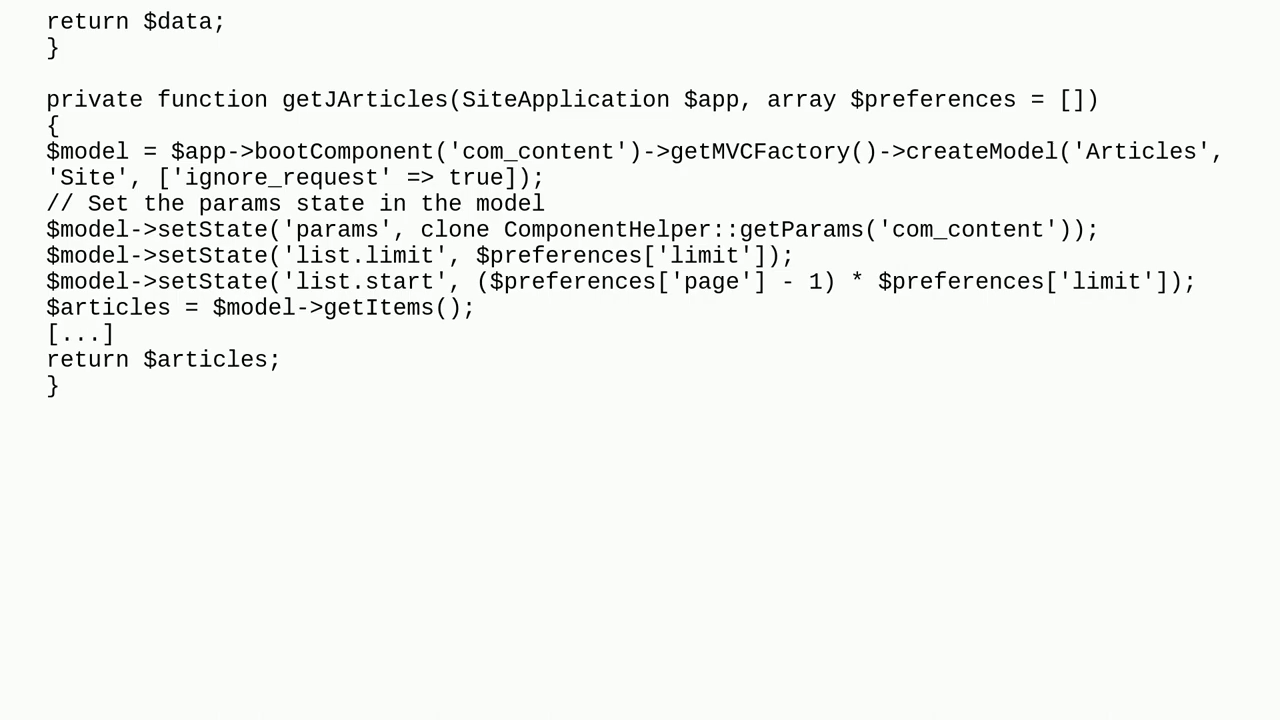 return $data;
}
private function getJArticles(SiteApplication $app, array $preferences = [])
{
$model = $app->bootComponent('com_content')->getMVCFactory()->createModel('Articles',
'Site', ['ignore_request' => true]);
// Set the params state in the model
$model->setState('params', clone ComponentHelper::getParams('com_content'));
$model->setState('list.limit', $preferences['limit']);
$model->setState('list.start', ($preferences['page'] - 1) * $preferences['limit']);
$articles = $model->getItems();
[...]
return $articles;
}